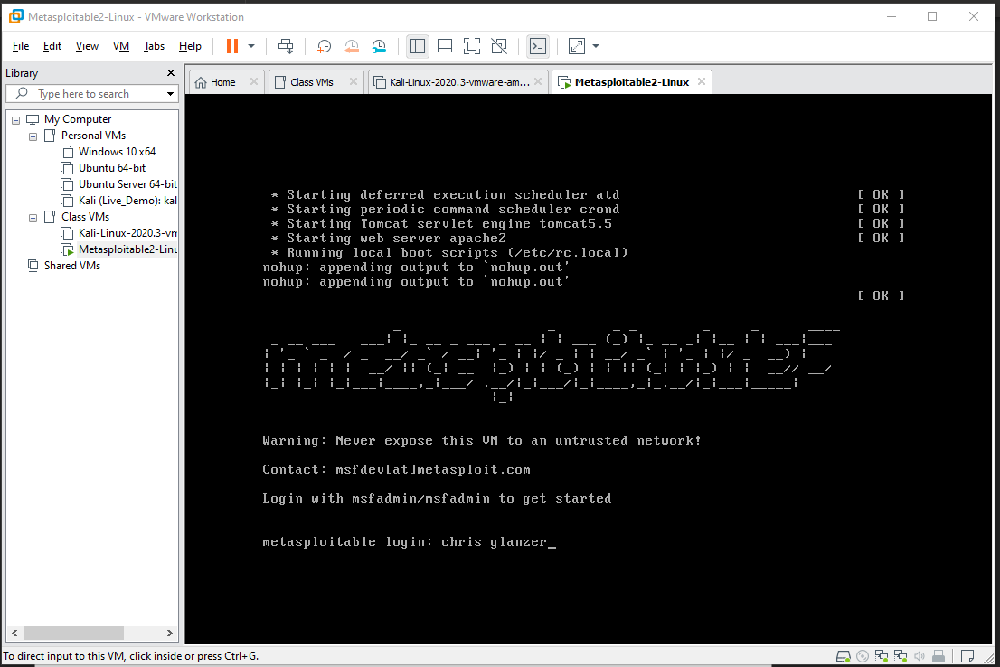 Metasploitable2-Linux - VMware Workstation
File Edit View VM Tabs Help
Library
Type here to search
My Computer
Personal VMs
Windows 10 x64
Ubuntu 64-bit
Ubuntu Server 64-bit
Kali (Live_Demo): kal
Class VMs
Kali-Linux-2020.3-vm
Metasploitable2-Linu
Shared VMs
Home Class VMs Kali-Linux-2020.3-vmware-am... Metasploitable2-Linux
* Starting deferred execution scheduler atd [ OK ]
* Starting periodic command scheduler crond [ OK ]
* Starting Tomcat servlet engine tomcat5.5 [ OK ]
* Starting web server apache2 [ OK ]
* Running local boot scripts (/etc/rc.local)
nohup: appending output to `nohup.out'
nohup: appending output to `nohup.out'
[ OK ]
metasploitable2
Warning: Never expose this VM to an untrusted network!
Contact: msfdev[at]metasploit.com
Login with msfadmin/msfadmin to get started
metasploitable login: chris glanzer_
To direct input to this VM, click inside or press Ctrl+G.